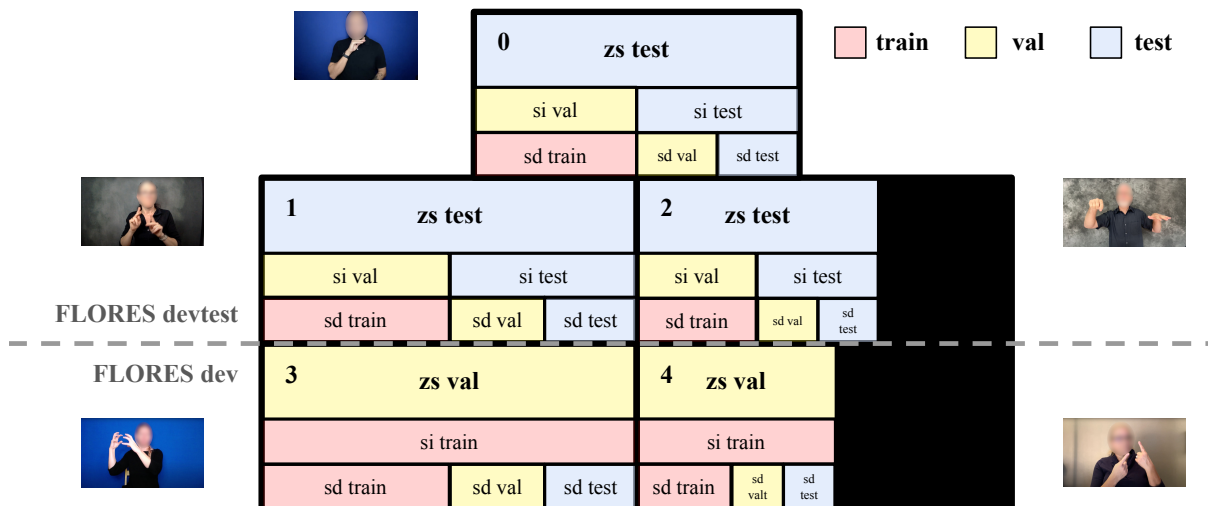 0 zs test
train val test
si val si test
sd train sd val sd test
1 zs test 2 zs test
si val si test si val si test
FLORES devtest
sd train sd val sd test sd train sd val sd
test
FLORES dev
3 zs val 4 zs val
si train si train
sd train sd val sd test sd train sd
valt sd
test